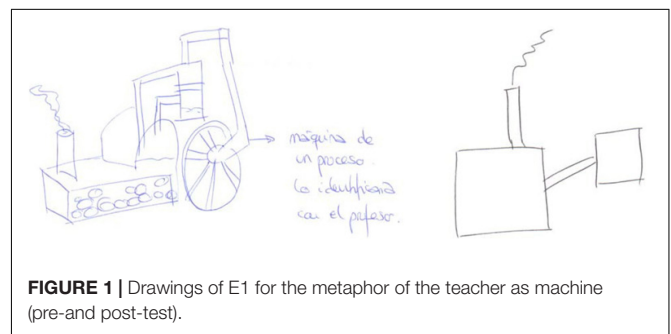 máquina de
un proceso.
Lo identificaría
con el profesor.
FIGURE 1 | Drawings of E1 for the metaphor of the teacher as machine
(pre-and post-test).